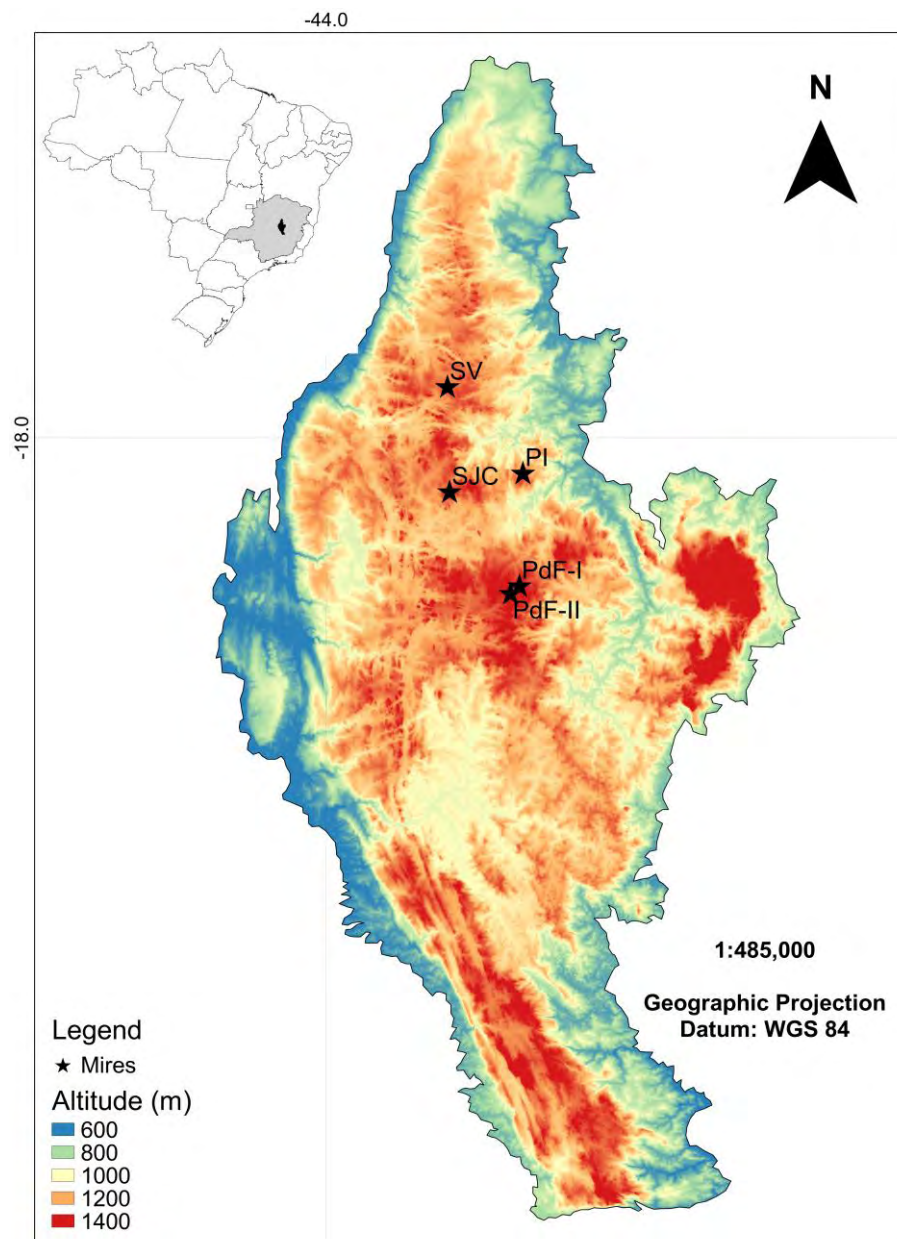 -44.0
N
-18.0
SV
PI
SJC
PdF-I
PdF-II
1:485,000
Geographic Projection
Datum: WGS 84
Legend
Mires
Altitude (m)
600
800
1000
1200
1400